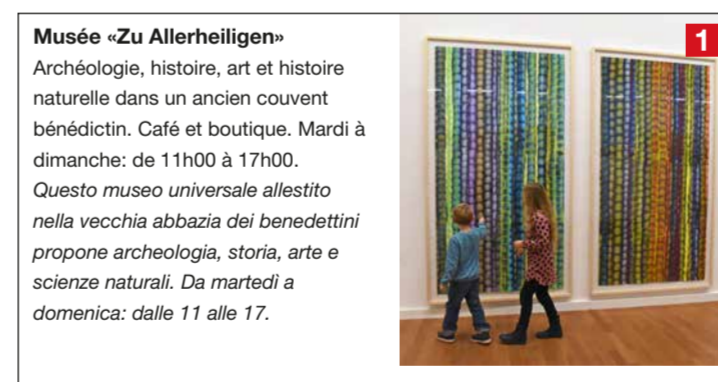 Musée «Zu Allerheiligen»
Archéologie, histoire, art et histoire
naturelle dans un ancien couvent
bénédictin. Café et boutique. Mardi à
dimanche: de 11h00 à 17h00.
Questo museo universale allestito
nella vecchia abbazia dei benedettini
propone archeologia, storia, arte e
scienze naturali. Da martedì a
domenica: dalle 11 alle 17.
1